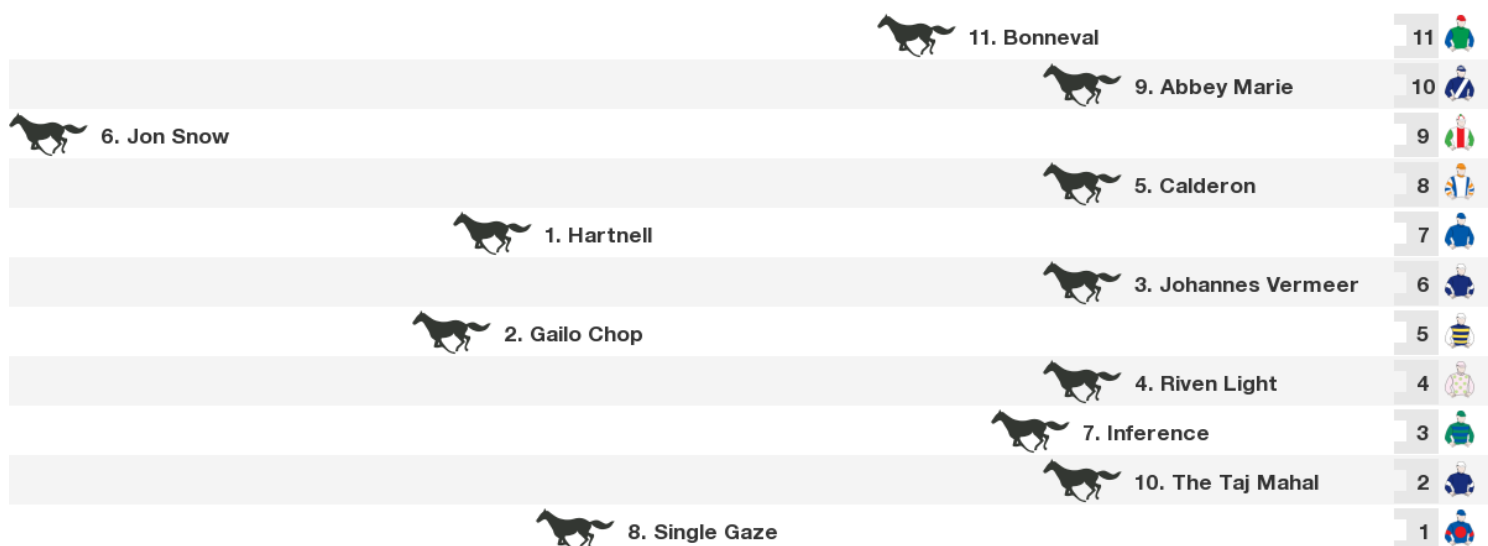 11. Bonneval 11
9. Abbey Marie 10
6. Jon Snow 9
5. Calderon 8
1. Hartnell 7
3. Johannes Vermeer 6
2. Gailo Chop 5
4. Riven Light 4
7. Inference 3
10. The Taj Mahal 2
8. Single Gaze 1